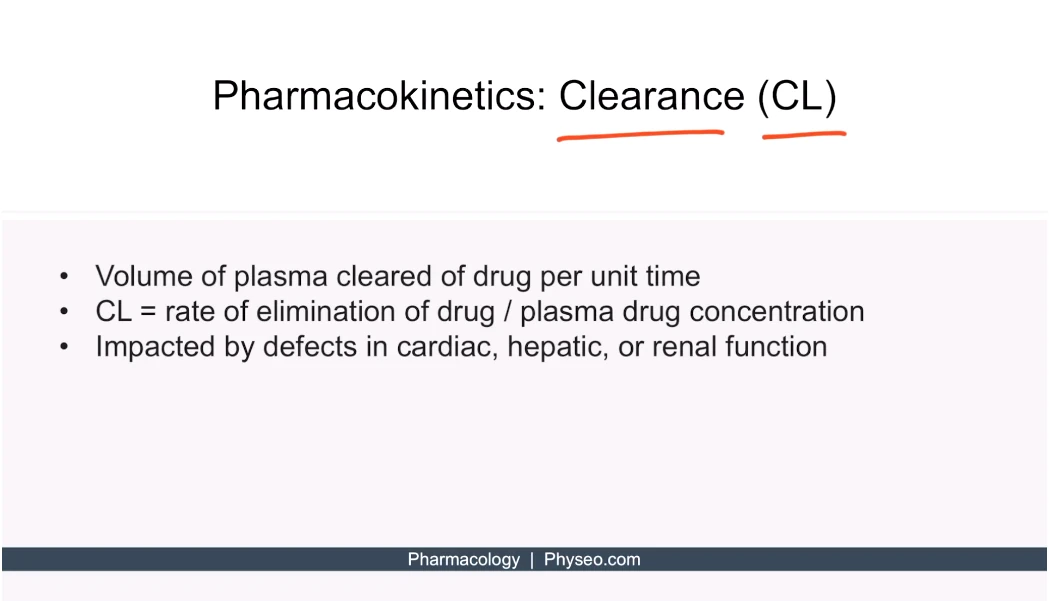 Pharmacokinetics: Clearance (CL)
• Volume of plasma cleared of drug per unit time
• CL = rate of elimination of drug / plasma drug concentration
• Impacted by defects in cardiac, hepatic, or renal function
Pharmacology | Physeo.com